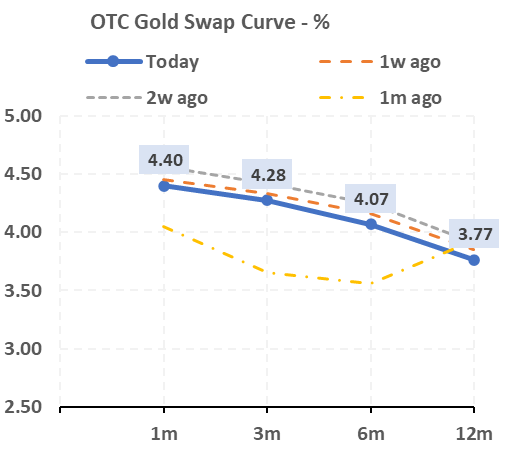 OTC Gold Swap Curve - %
Today
1w ago
2w ago
1m ago
5.00
4.50
4.00
3.50
3.00
2.50
4.40
4.28
4.07
3.77
1m
3m
6m
12m